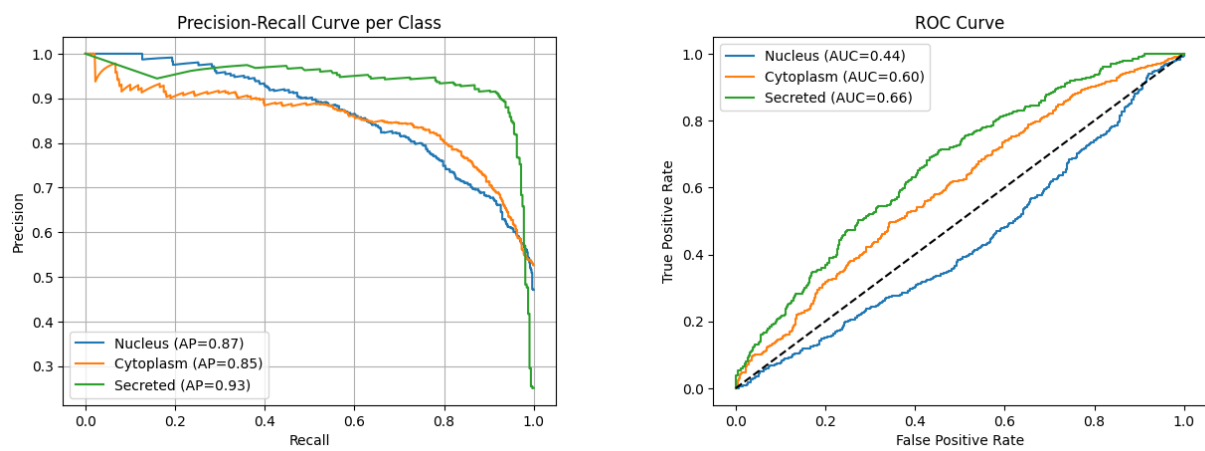 Precision-Recall Curve per Class
1.0
0.9
0.8
0.7
0.6
0.5
0.4
0.3
Precision
Nucleus (AP=0.87)
Cytoplasm (AP=0.85)
Secreted (AP=0.93)
0.0 0.2 0.4 0.6 0.8 1.0
Recall
ROC Curve
1.0
0.8
0.6
0.4
0.2
0.0
True Positive Rate
Nucleus (AUC=0.44)
Cytoplasm (AUC=0.60)
Secreted (AUC=0.66)
0.0 0.2 0.4 0.6 0.8 1.0
False Positive Rate